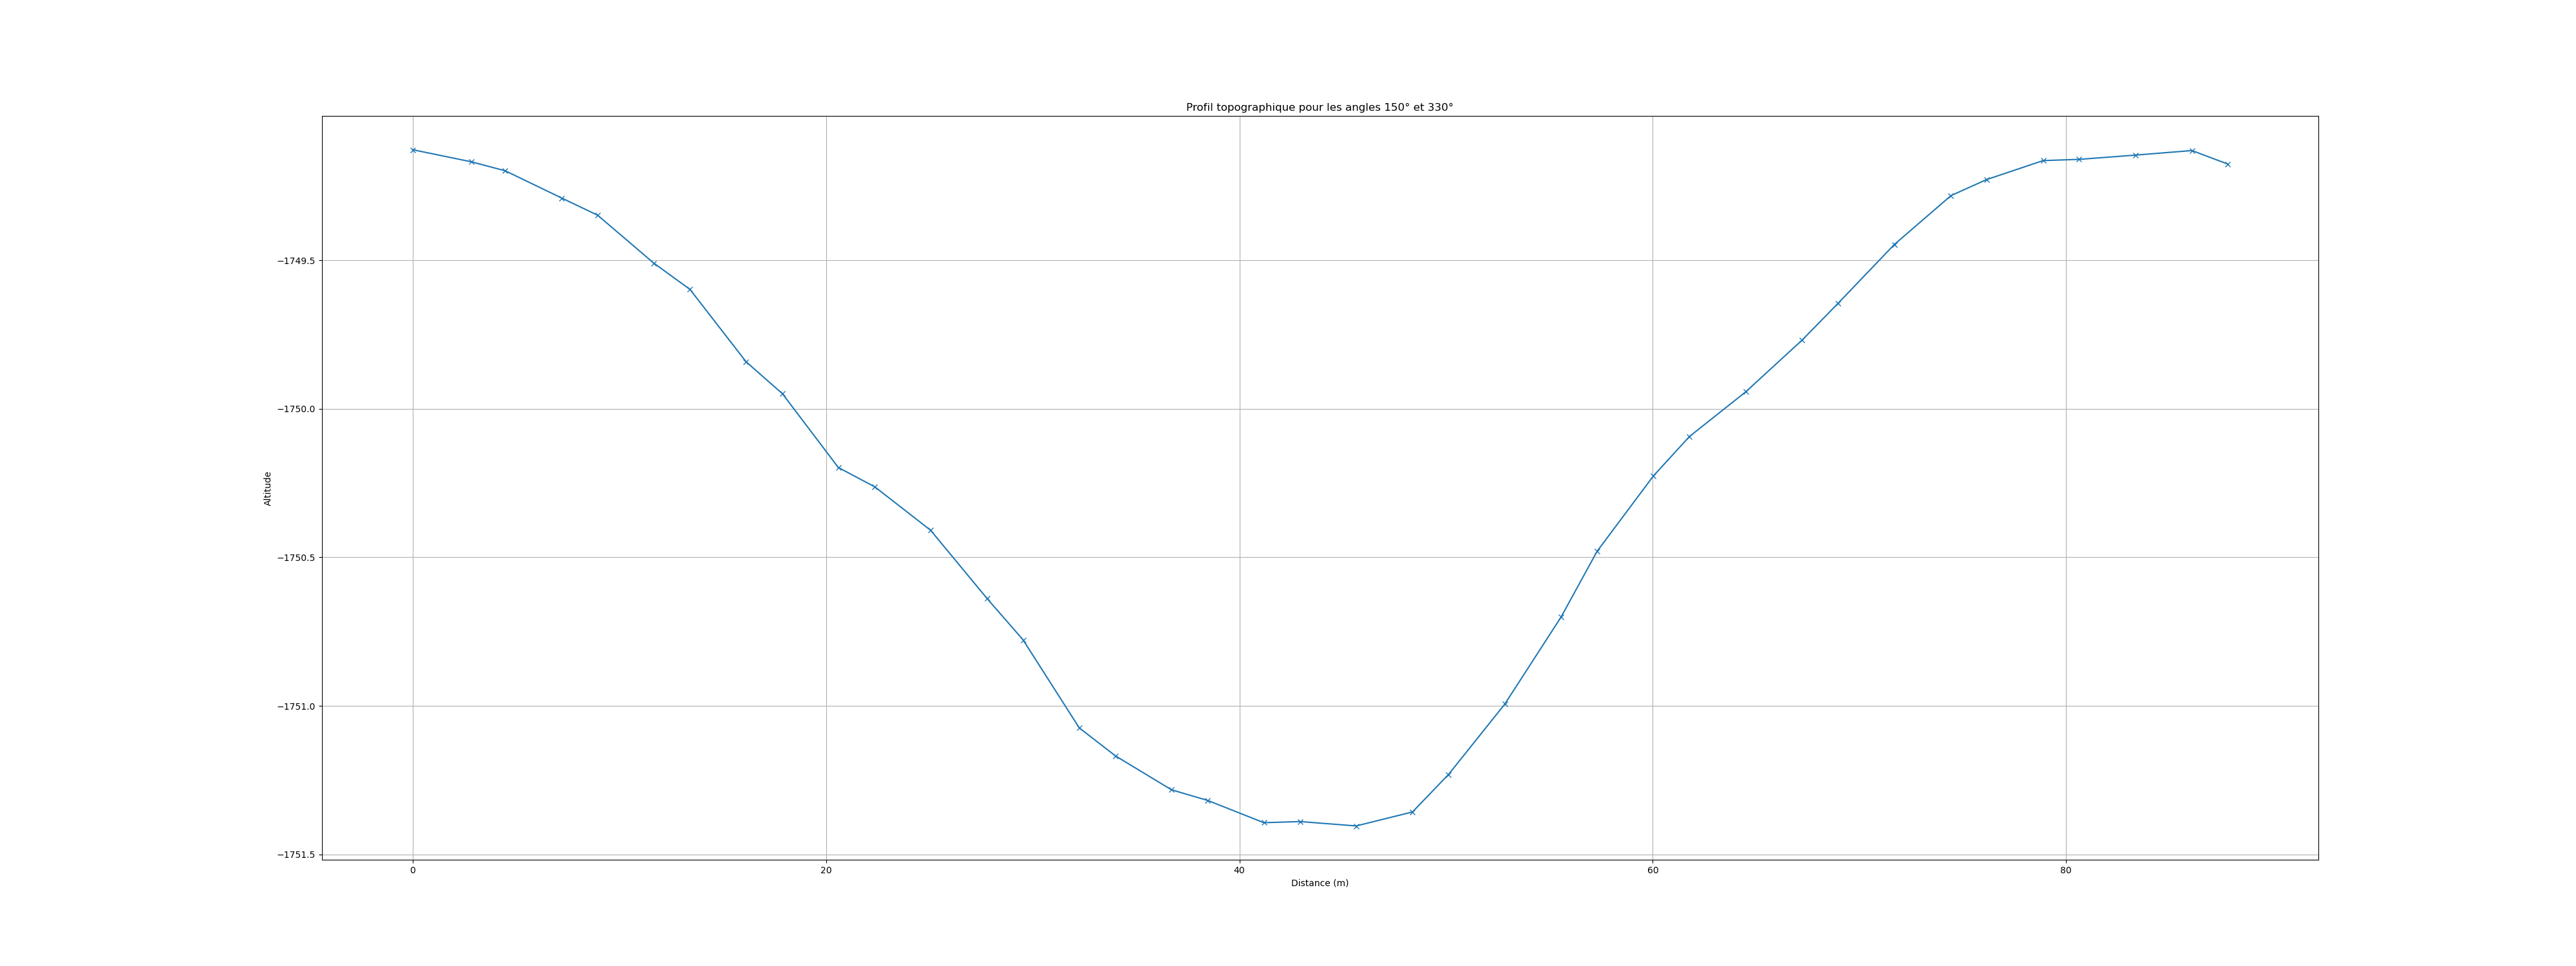 Profil topographique pour les angles 150° et 330°
−1749.5
−1750.0
Altitude
−1750.5
−1751.0
−1751.5
0 20 40 60 80
Distance (m)